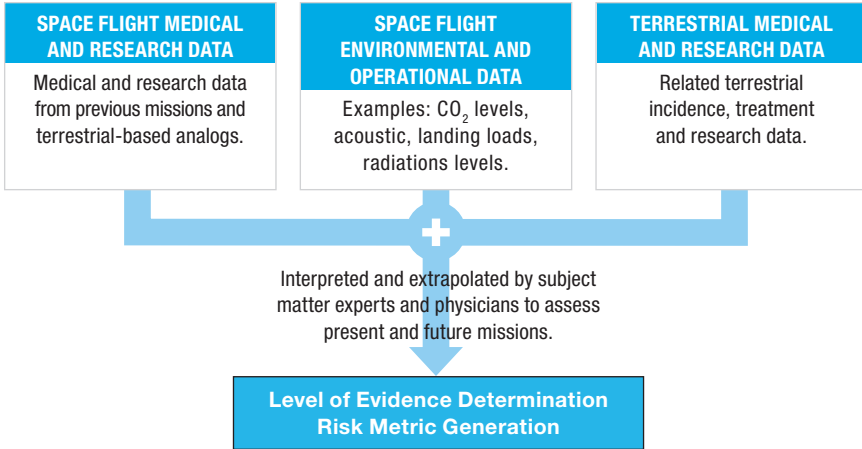 SPACE FLIGHT MEDICAL
AND RESEARCH DATA
Medical and research data
from previous missions and
terrestrial-based analogs.
SPACE FLIGHT
ENVIRONMENTAL AND
OPERATIONAL DATA
Examples: CO₂ levels,
acoustic, landing loads,
radiations levels.
TERRESTRIAL MEDICAL
AND RESEARCH DATA
Related terrestrial
incidence, treatment
and research data.
Interpreted and extrapolated by subject
matter experts and physicians to assess
present and future missions.
Level of Evidence Determination
Risk Metric Generation